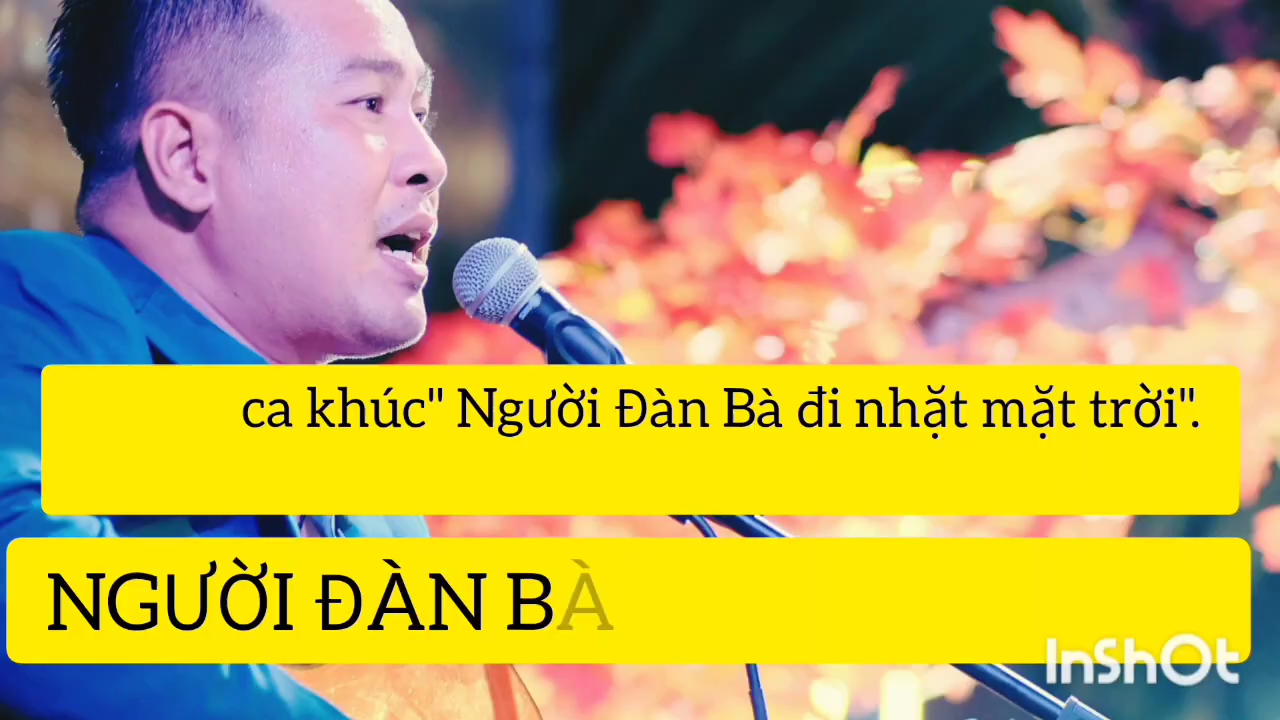 ca khúc" Người Đàn Bà đi nhặt mặt trời".
NGƯỜI ĐÀN BÀ
InShOt